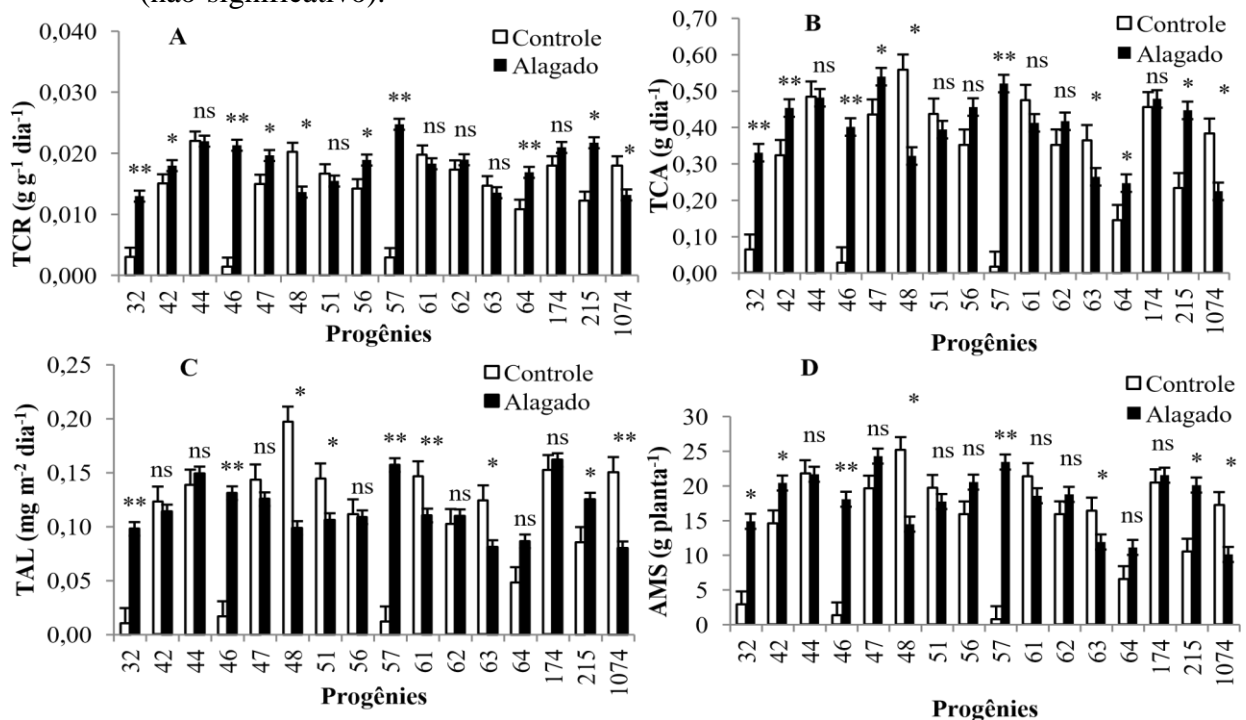 (não significativo).
A
Controle
Alagado
TCR (g g-1 dia-1)
0,040
0,030
0,020
0,010
0,000
** * ns ** * * ns * ** ns ns ns ** ns * *
32 42 44 46 47 48 51 56 57 61 62 63 64 174 215 1074
Progênies
B
Controle
Alagado
TCA (g dia-1)
0,70
0,60
0,50
0,40
0,30
0,20
0,10
0,00
** ** ns ** * * ns ns ** ns ns * * ns * *
32 42 44 46 47 48 51 56 57 61 62 63 64 174 215 1074
Progênies
C
Controle
Alagado
TAL (mg m-2 dia-1)
0,25
0,20
0,15
0,10
0,05
0,00
** ns ns ** ns * * ns ** ** ns * ns ns * **
32 42 44 46 47 48 51 56 57 61 62 63 64 174 215 1074
Progênies
D
Controle
Alagado
AMS (g planta-1)
30
25
20
15
10
5
0
* * ns ** ns * ns ns ** ns ns * ns ns * *
32 42 44 46 47 48 51 56 57 61 62 63 64 174 215 1074
Progênies